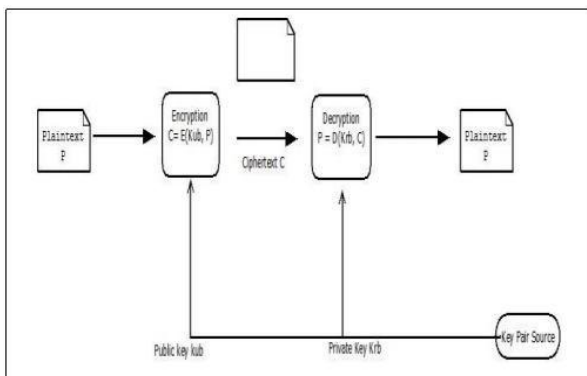 Plaintext
P
Encryption
C= E(Kub, P)
Ciphertext C
Decryption
P = D(Krb, C)
Plaintext
P
Public key kub
Private Key Krb
Key Pair Source